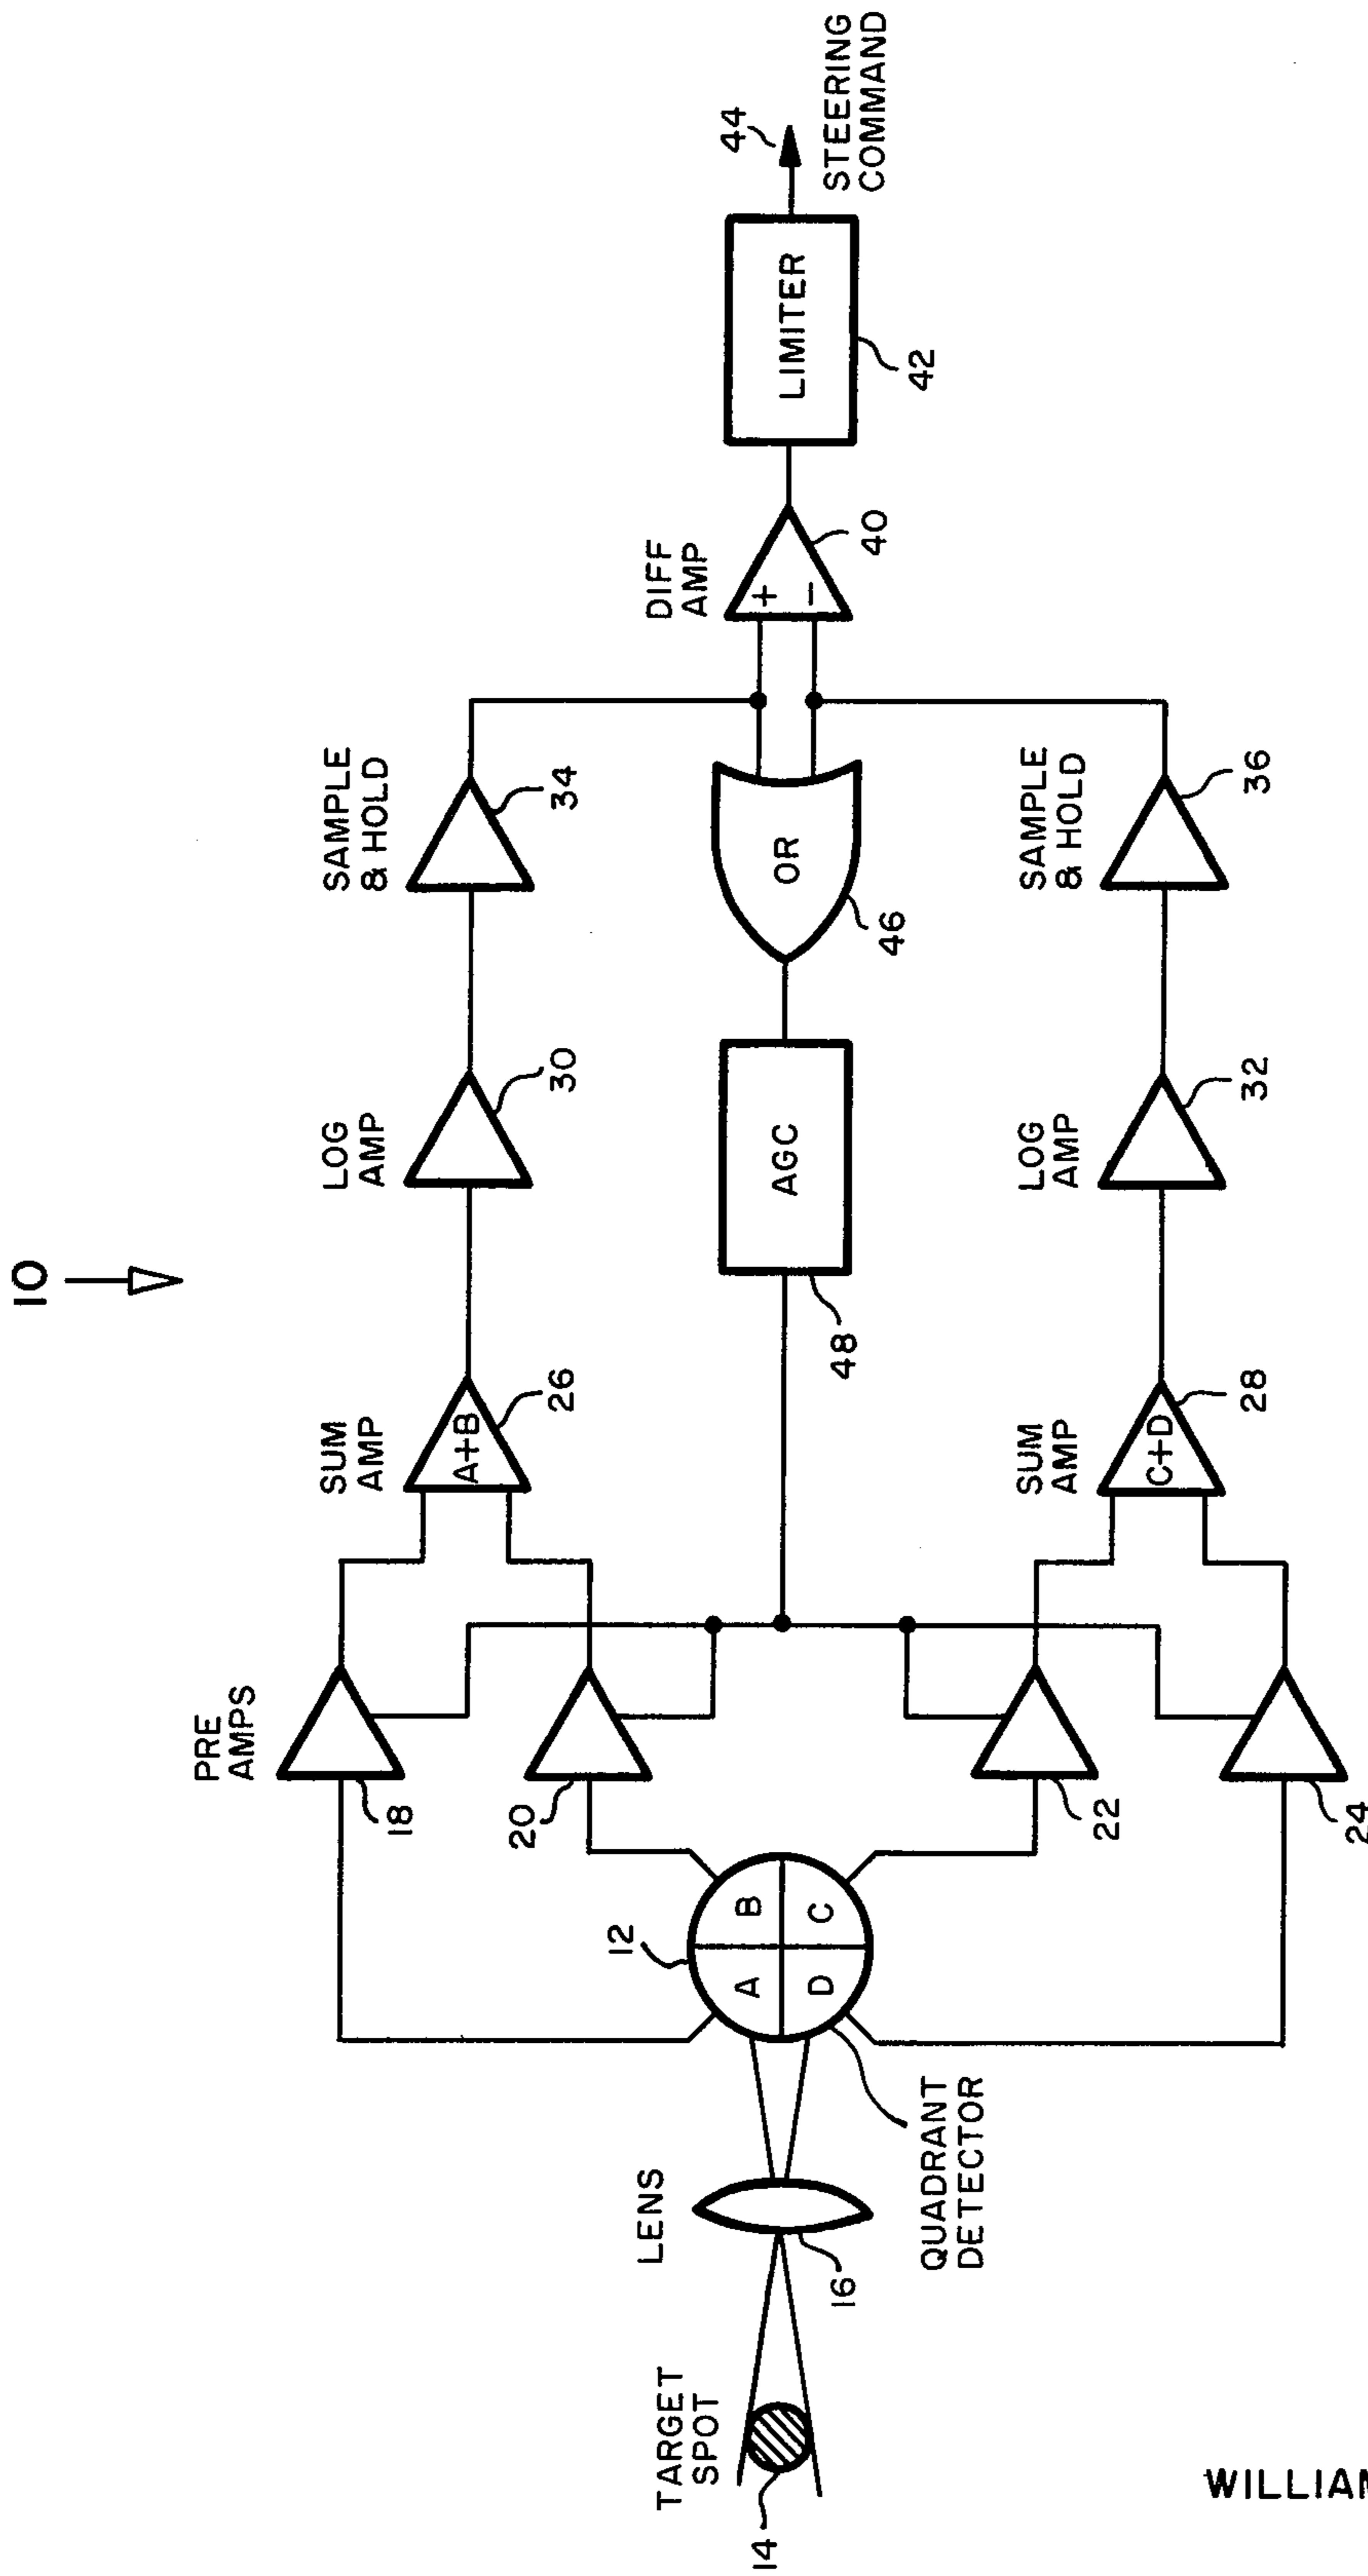 10
PRE
AMPS
SUM
AMP
LOG
AMP
SAMPLE
& HOLD
18
A+B
26
30
34
20
DIFF
AMP
LENS
TARGET
SPOT
14
16
12
A
B
C
D
QUADRANT
DETECTOR
AGC
48
OR
46
+
−
40
LIMITER
42
44
STEERING
COMMAND
22
24
SUM
AMP
C+D
28
LOG
AMP
32
SAMPLE
& HOLD
36
WILLIAM